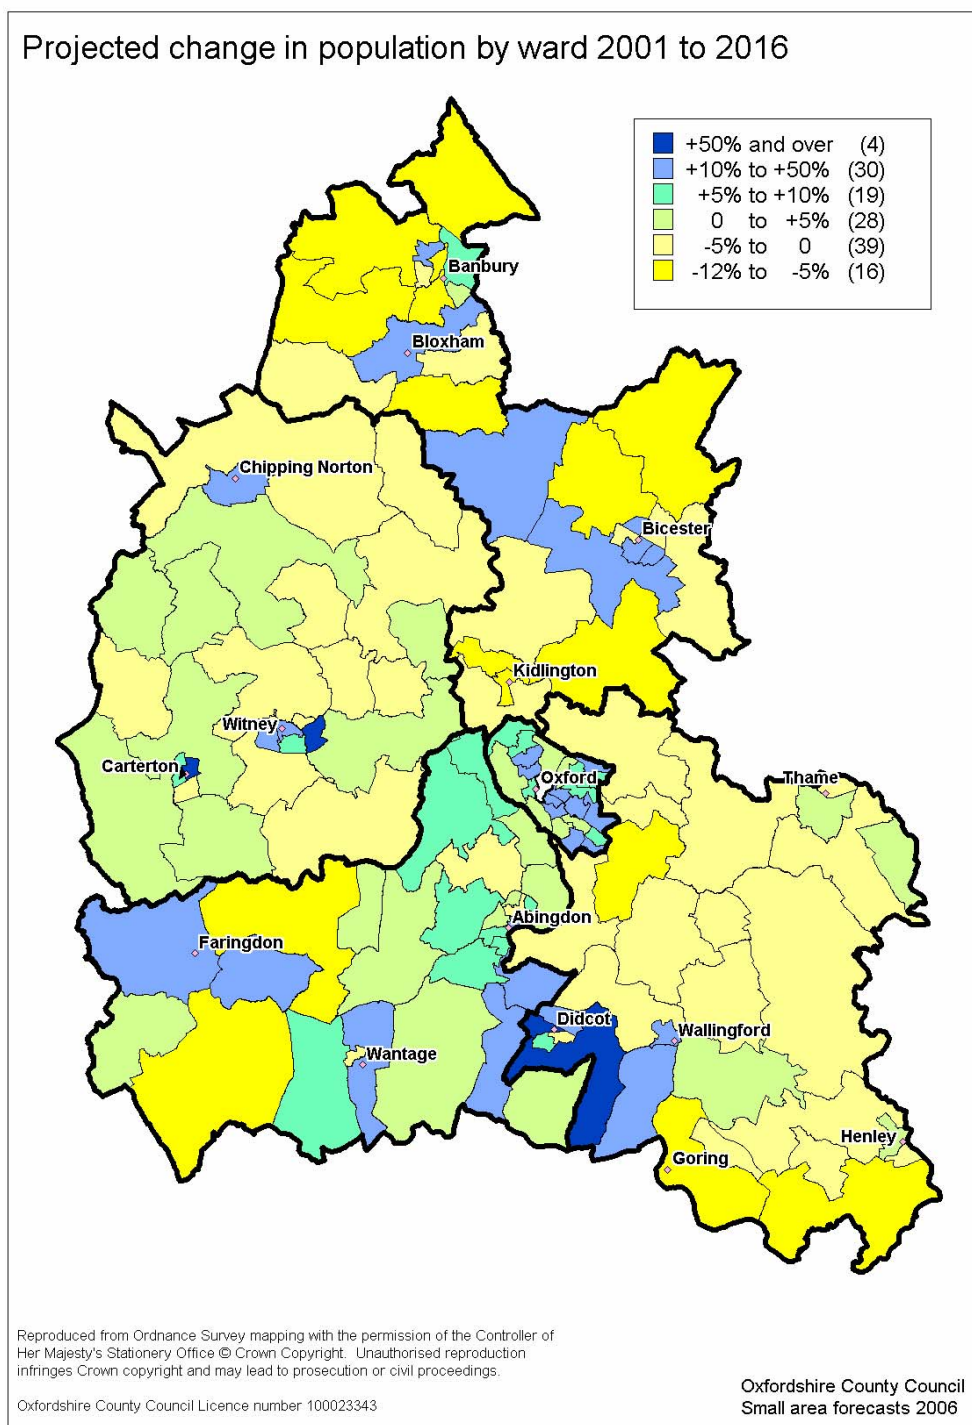 Projected change in population by ward 2001 to 2016
+50% and over (4)
+10% to +50% (30)
+5% to +10% (19)
0 to +5% (28)
-5% to 0 (39)
-12% to -5% (16)
Banbury
Bloxham
Chipping Norton
Bicester
Kidlington
Witney
Carterton
Oxford
Thame
Abingdon
Faringdon
Didcot
Wallingford
Wantage
Henley
Goring
Reproduced from Ordnance Survey mapping with the permission of the Controller of
Her Majesty's Stationery Office © Crown Copyright. Unauthorised reproduction
infringes Crown copyright and may lead to prosecution or civil proceedings.
Oxfordshire County Council Licence number 100023343
Oxfordshire County Council
Small area forecasts 2006